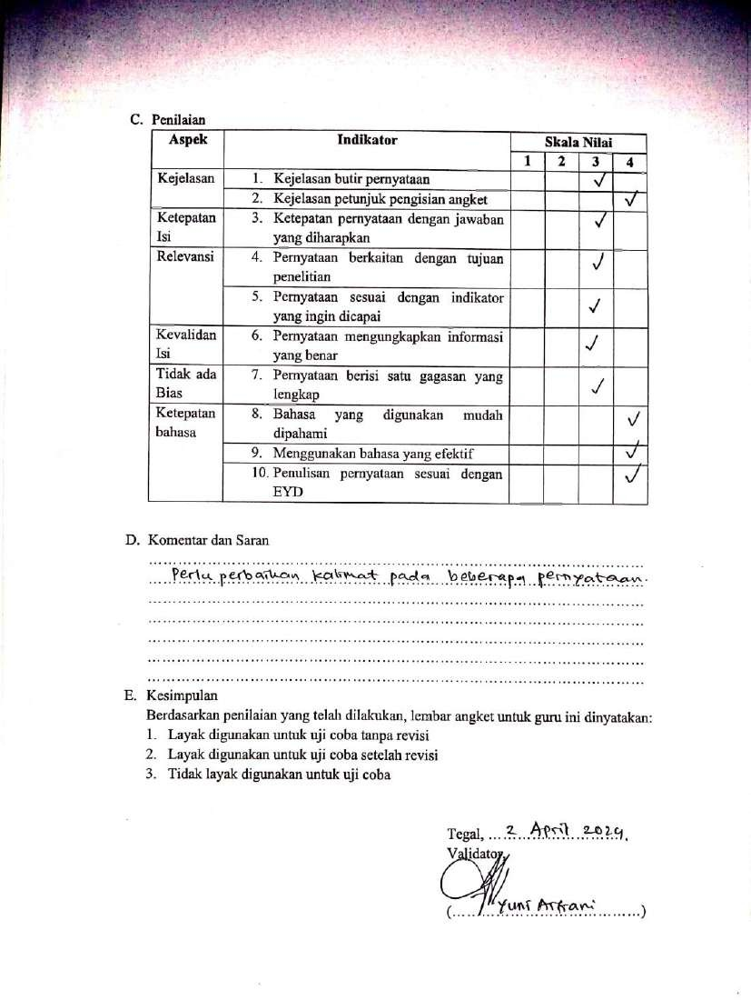 C. Penilaian
Aspek Indikator Skala Nilai
1 2 3 4
Kejelasan 1. Kejelasan butir pernyataan ✓
2. Kejelasan petunjuk pengisian angket ✓
Ketepatan 3. Ketepatan pernyataan dengan jawaban ✓
Isi yang diharapkan
Relevansi 4. Pernyataan berkaitan dengan tujuan ✓
penelitian
5. Pernyataan sesuai dengan indikator ✓
yang ingin dicapai
Kevalidan 6. Pernyataan mengungkapkan informasi ✓
Isi yang benar
Tidak ada 7. Pernyataan berisi satu gagasan yang ✓
Bias lengkap
Ketepatan 8. Bahasa yang digunakan mudah ✓
bahasa dipahami
9. Menggunakan bahasa yang efektif ✓
10. Penulisan pernyataan sesuai dengan ✓
EYD
D. Komentar dan Saran
Perlu perbaikan kalimat pada beberapa pernyataan.
E. Kesimpulan
Berdasarkan penilaian yang telah dilakukan, lembar angket untuk guru ini dinyatakan:
1. Layak digunakan untuk uji coba tanpa revisi
2. Layak digunakan untuk uji coba setelah revisi
3. Tidak layak digunakan untuk uji coba
Tegal, 2 April 2024.
Validator,
(Yuni Arfiani)